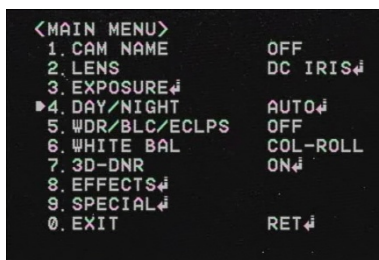 <MAIN MENU>
1. CAM NAME OFF
2. LENS DC IRIS↲
3. EXPOSURE↲
▶4. DAY/NIGHT AUTO↲
5. WDR/BLC/ECLPS OFF
6. WHITE BAL COL-ROLL
7. 3D-DNR ON↲
8. EFFECTS↲
9. SPECIAL↲
0. EXIT RET↲